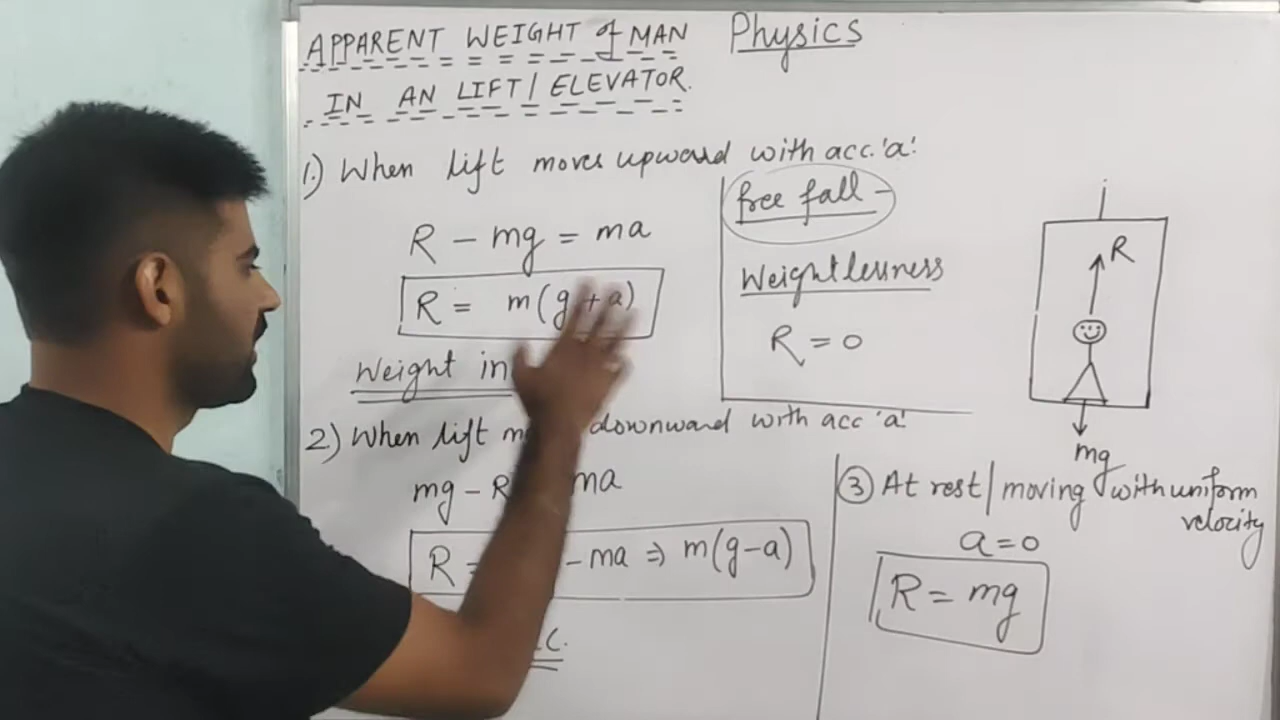 APPARENT WEIGHT of MAN Physics
IN AN LIFT/ELEVATOR.
1.) When lift moves upward with acc. 'a'.
R - mg = ma
R = m(g+a)
Weight in
free fall -
Weightlessness
R = 0
R
mg
2.) When lift downward with acc 'a'.
mg - R ma
R = - ma ⇒ m(g-a)
C.
③ At rest/moving with uniform
velocity
a=0
R = mg